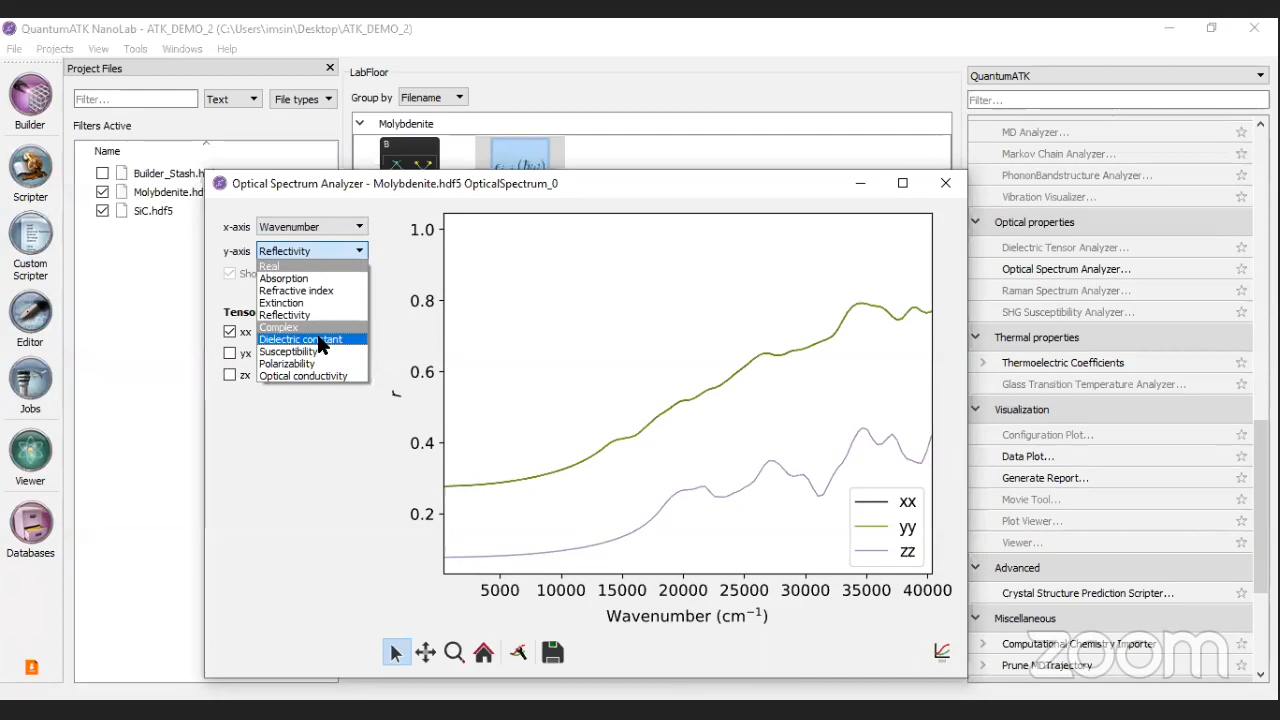 QuantumATK NanoLab - ATK_DEMO_2 (C:\Users\imsin\Desktop\ATK_DEMO_2)
File Projects View Tools Windows Help
Builder
Scripter
Custom
Scripter
Editor
Jobs
Viewer
Databases
Project Files
Filter... Text File types
Filters Active
Name
Builder_Stash.h
Molybdenite.hd
SiC.hdf5
LabFloor
Group by Filename
Molybdenite
B
Optical Spectrum Analyzer - Molybdenite.hdf5 OpticalSpectrum_0
x-axis Wavenumber
y-axis Reflectivity
Sho
Real
Absorption
Refractive index
Extinction
Reflectivity
Complex
Dielectric constant
Susceptibility
Polarizability
Optical conductivity
Tenso
xx
yx
zx
1.0
0.8
0.6
0.4
0.2
r
xx
yy
zz
5000 10000 15000 20000 25000 30000 35000 40000
Wavenumber (cm⁻¹)
QuantumATK
Filter...
MD Analyzer...
Markov Chain Analyzer...
PhononBandstructure Analyzer...
Vibration Visualizer...
Optical properties
Dielectric Tensor Analyzer...
Optical Spectrum Analyzer...
Raman Spectrum Analyzer...
SHG Susceptibility Analyzer...
Thermal properties
Thermoelectric Coefficients
Glass Transition Temperature Analyzer...
Visualization
Configuration Plot...
Data Plot...
Generate Report...
Movie Tool...
Plot Viewer...
Viewer...
Advanced
Crystal Structure Prediction Scripter...
Miscellaneous
Computational Chemistry Importer
Prune MDTrajectory
zoom